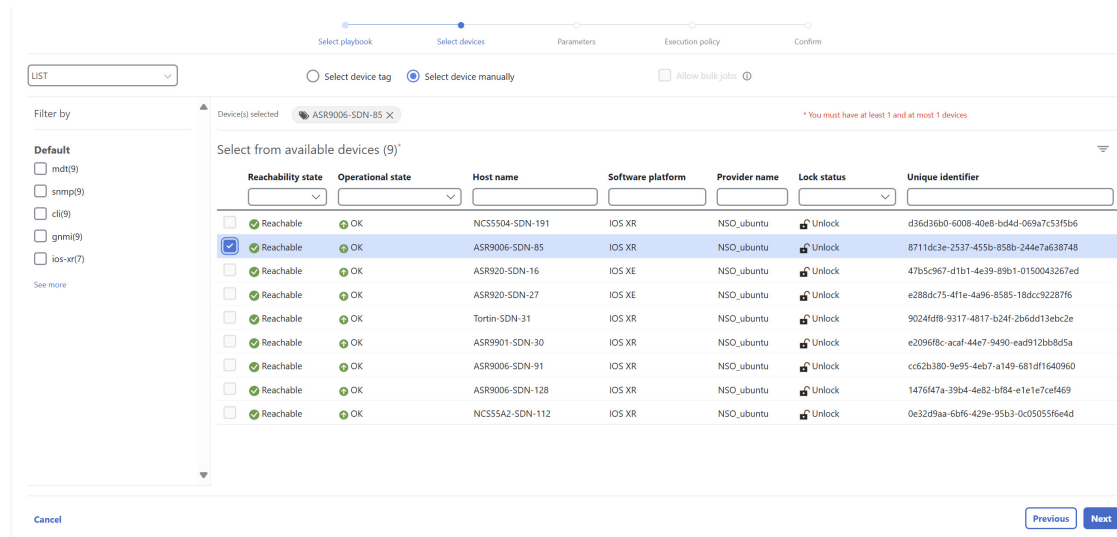 Select playbook Select devices Parameters Execution policy Confirm
LIST Select device tag Select device manually Allow bulk jobs
Filter by
Default
mdt(9)
snmp(9)
cli(9)
gnmi(9)
ios-xr(7)
See more
Device(s) selected ASR9006-SDN-85 * You must have at least 1 and at most 1 devices
Select from available devices (9)*
Reachability state Operational state Host name Software platform Provider name Lock status Unique identifier
Reachable OK NCS5504-SDN-191 IOS XR NSO_ubuntu Unlock d36d36b0-6008-40e8-bd4d-069a7c53f5b6
Reachable OK ASR9006-SDN-85 IOS XR NSO_ubuntu Unlock 8711dc3e-2537-455b-858b-244e7a638748
Reachable OK ASR920-SDN-16 IOS XE NSO_ubuntu Unlock 47b5c967-d1b1-4e39-89b1-0150043267ed
Reachable OK ASR920-SDN-27 IOS XE NSO_ubuntu Unlock e288dc75-4f1e-4a96-8585-18dcc92287f6
Reachable OK Tortin-SDN-31 IOS XR NSO_ubuntu Unlock 9024fdf8-9317-4817-b24f-2b6dd13ebc2e
Reachable OK ASR9901-SDN-30 IOS XR NSO_ubuntu Unlock e2096f8c-acaf-44e7-9490-ead912bb8d5a
Reachable OK ASR9006-SDN-91 IOS XR NSO_ubuntu Unlock cc62b380-9e95-4eb7-a149-681df1640960
Reachable OK ASR9006-SDN-128 IOS XR NSO_ubuntu Unlock 1476f47a-39b4-4e82-bf84-e1e1e7cef469
Reachable OK NCS55A2-SDN-112 IOS XR NSO_ubuntu Unlock 0e32d9aa-6bf6-429e-95b3-0c05055f6e4d
Cancel Previous Next